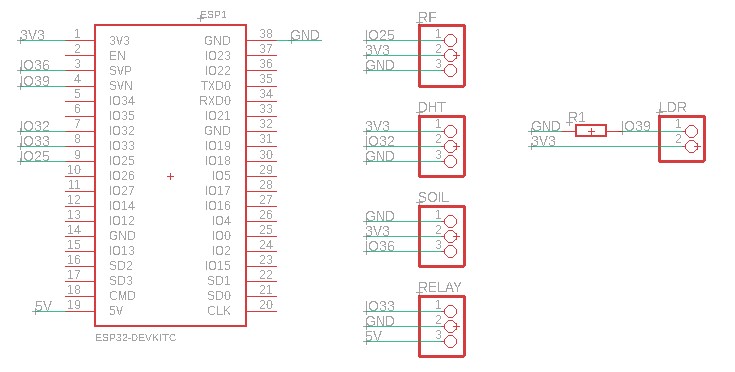 ESP1
3V3 1 3V3 GND 38 GND
2 EN IO23 37
IO36 3 SVP IO22 36
IO39 4 SVN TXD0 35
5 IO34 RXD0 34
6 IO35 IO21 33
IO32 7 IO32 GND 32
IO33 8 IO33 IO19 31
IO25 9 IO25 IO18 30
10 IO26 IO5 29
11 IO27 IO17 28
12 IO14 IO16 27
13 IO12 IO4 26
14 GND IO0 25
15 IO13 IO2 24
16 SD2 IO15 23
17 SD3 SD1 22
18 CMD SD0 21
5V 19 5V CLK 20
ESP32-DEVKITC
RF
IO25 1
3V3 2
GND 3
DHT
3V3 1
IO32 2
GND 3
SOIL
GND 1
3V3 2
IO36 3
RELAY
IO33 1
GND 2
5V 3
R1 LDR
GND IO39 1
3V3 2